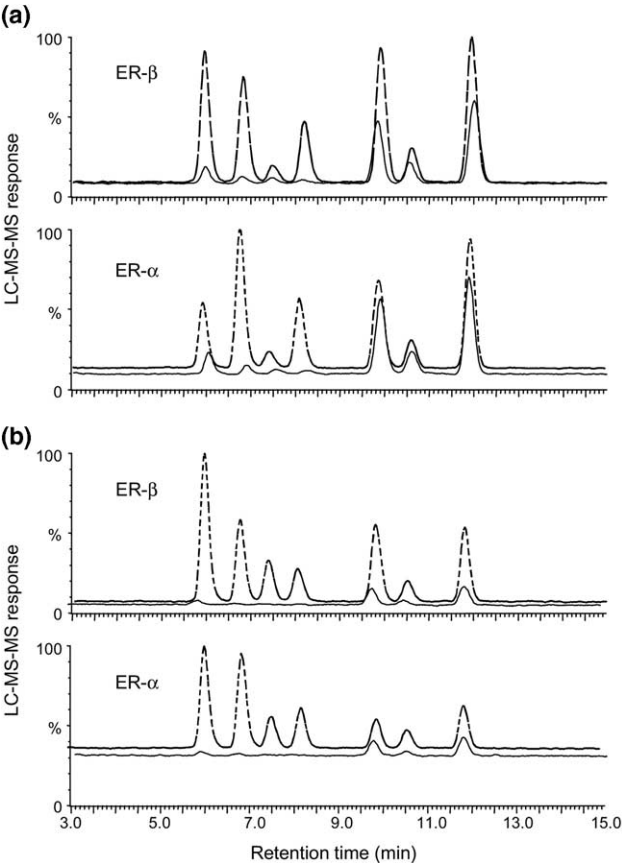 (a)
100
ER-β
%
0
LC-MS-MS response
100
ER-α
%
0
(b)
100
ER-β
%
0
LC-MS-MS response
100
ER-α
%
0
3.0 5.0 7.0 9.0 11.0 13.0 15.0
Retention time (min)